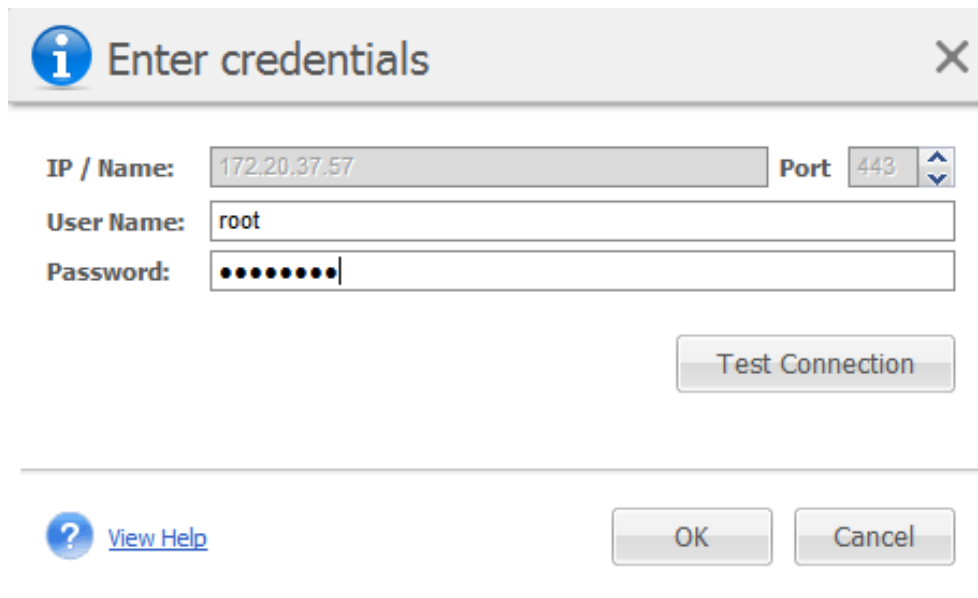 Enter credentials
IP / Name: 172.20.37.57 Port 443
User Name: root
Password: ●●●●●●●●
Test Connection
View Help OK Cancel